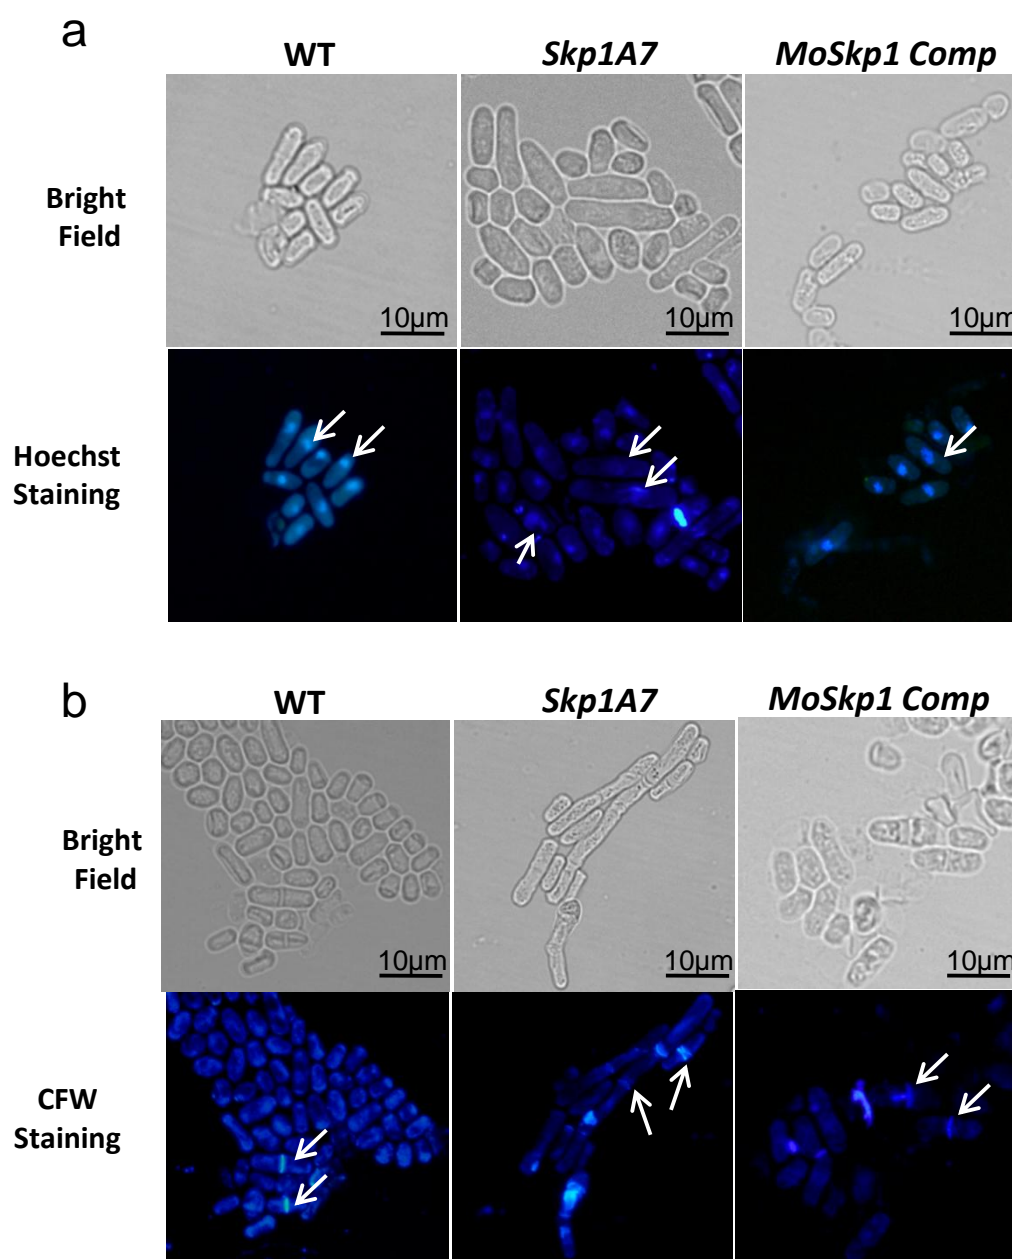 a
WT Skp1A7 MoSkp1 Comp
Bright
Field
10µm 10µm 10µm
Hoechst
Staining
b
WT Skp1A7 MoSkp1 Comp
Bright
Field
10µm 10µm 10µm
CFW
Staining